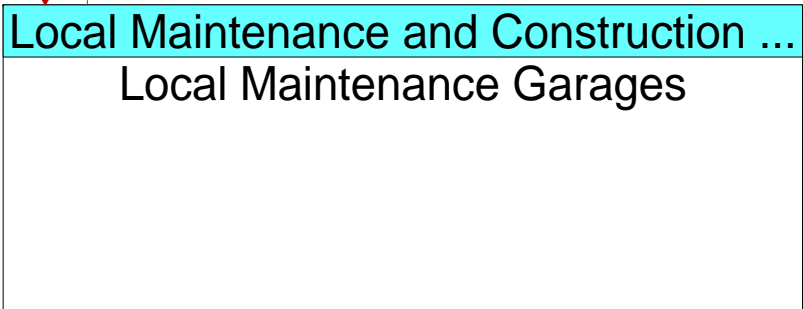 Local Maintenance and Construction ...
Local Maintenance Garages